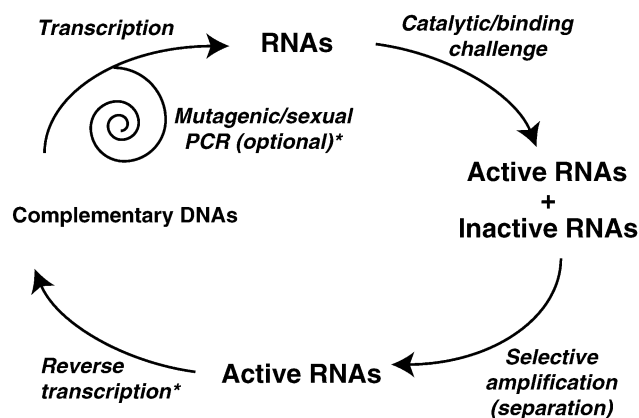 Transcription
RNAs
Catalytic/binding
challenge
Mutagenic/sexual
PCR (optional)*
Active RNAs
+
Inactive RNAs
Complementary DNAs
Selective
amplification
(separation)
Active RNAs
Reverse
transcription*